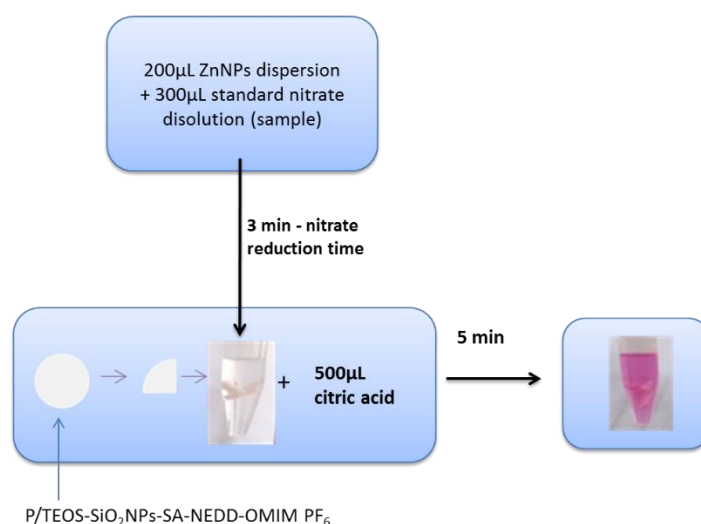 200µL ZnNPs dispersion
+ 300µL standard nitrate
disolution (sample)
3 min - nitrate
reduction time
+ 500µL
citric acid
5 min
P/TEOS-SiO₂NPs-SA-NEDD-OMIM PF₆